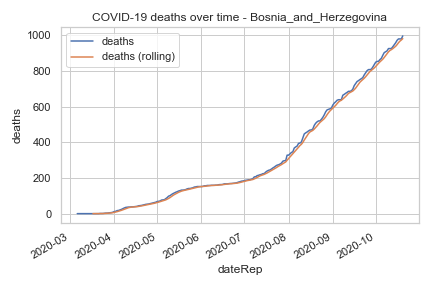 COVID-19 deaths over time - Bosnia_and_Herzegovina
deaths
deaths (rolling)
1000
800
600
400
200
0
deaths
2020-03
2020-04
2020-05
2020-06
2020-07
2020-08
2020-09
2020-10
dateRep